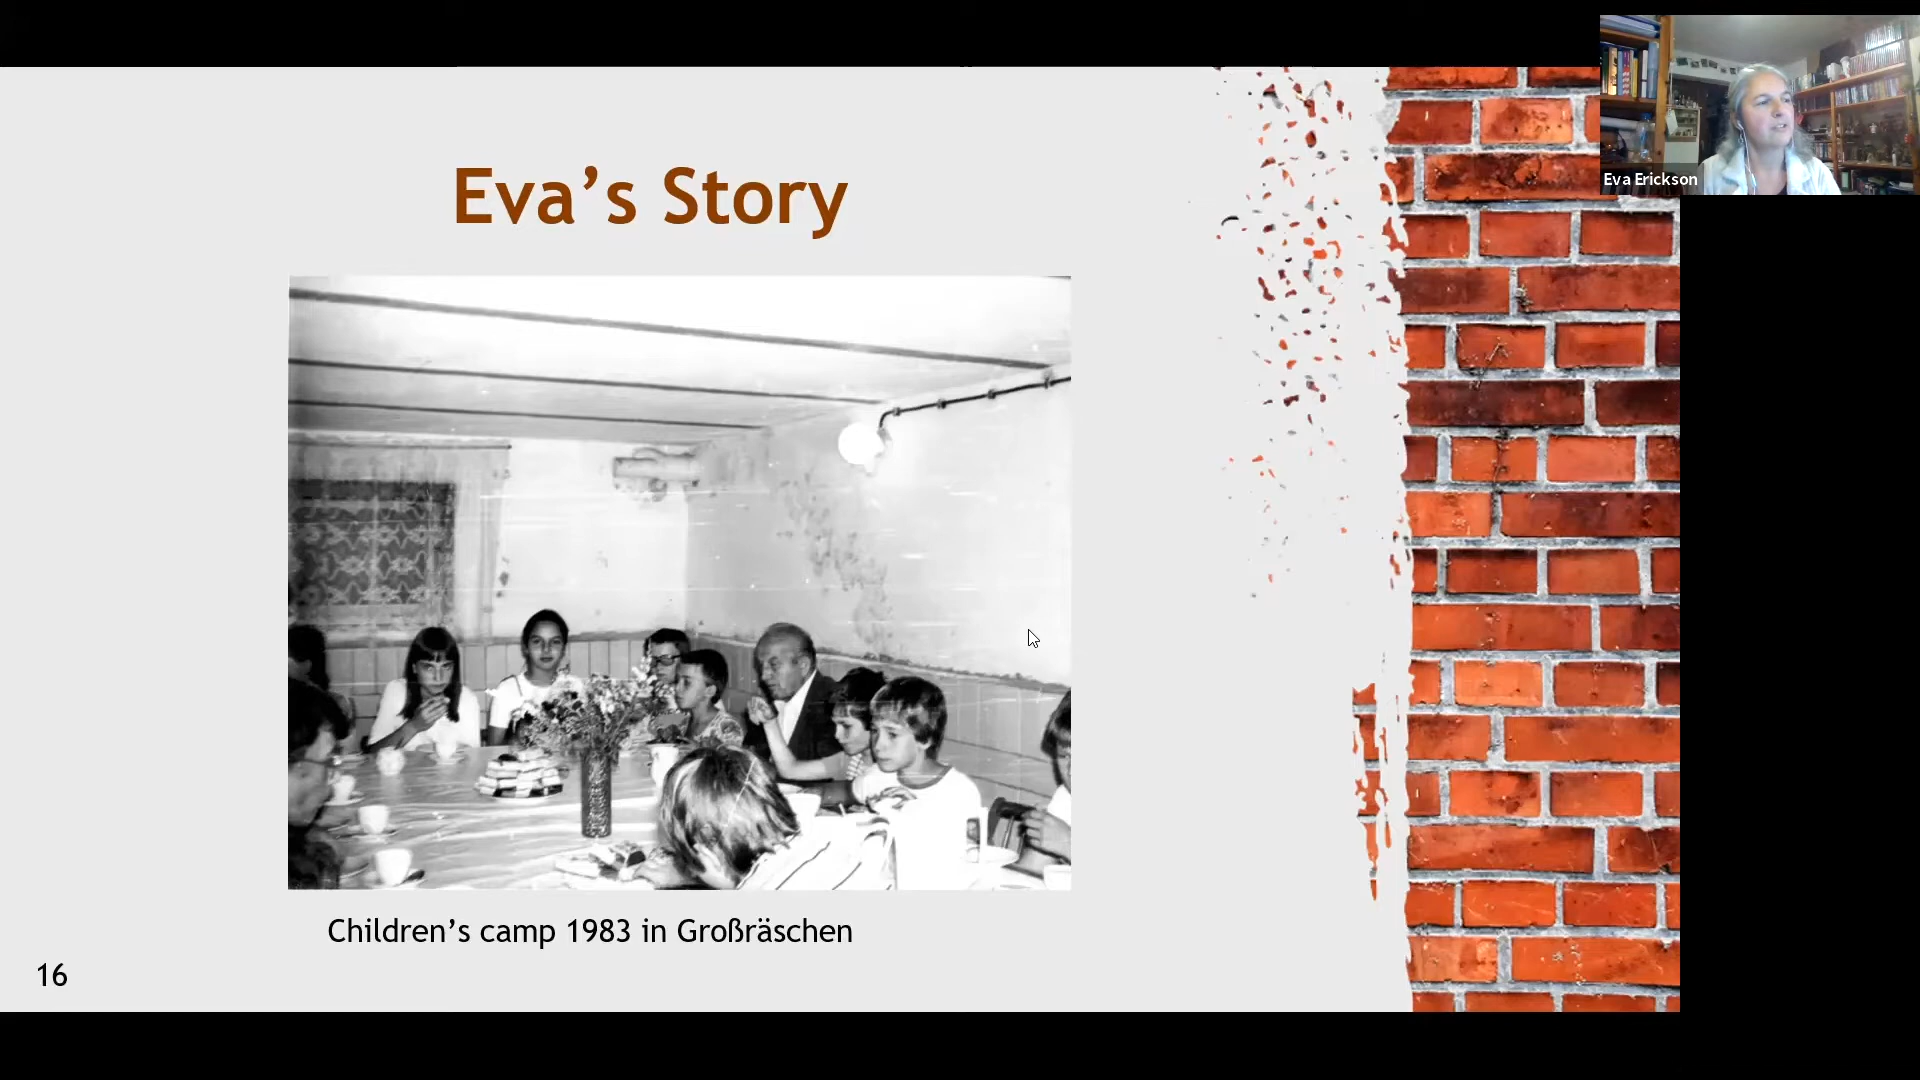 Eva’s Story
Eva Erickson
Children’s camp 1983 in Großräschen
16